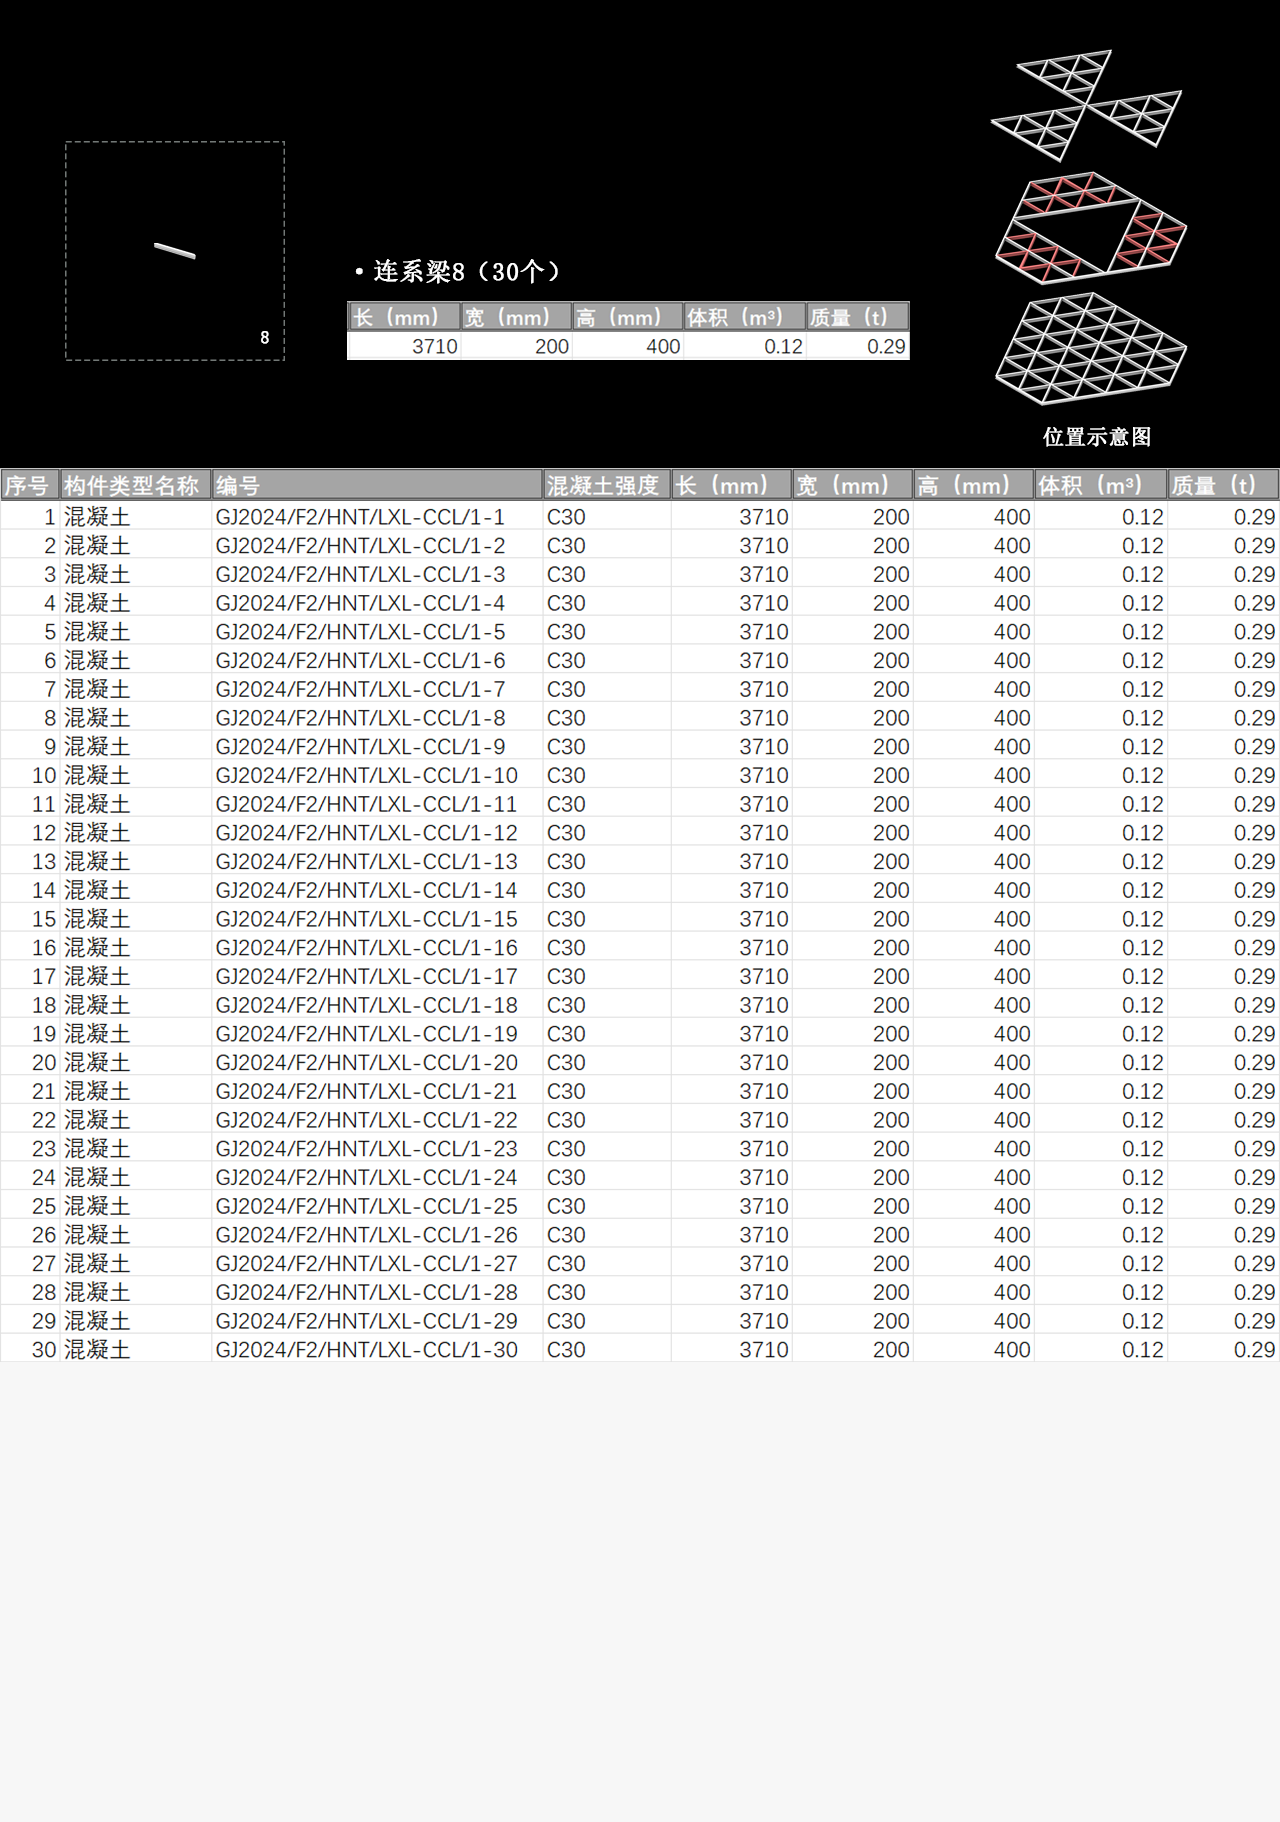 8
• 连系梁8（30个）
长（mm） 宽（mm） 高（mm） 体积（m³） 质量（t）
3710 200 400 0.12 0.29
位置示意图
序号 构件类型名称 编号 混凝土强度 长（mm） 宽（mm） 高（mm） 体积（m³） 质量（t）
1 混凝土 GJ2024/F2/HNT/LXL-CCL/1-1 C30 3710 200 400 0.12 0.29
2 混凝土 GJ2024/F2/HNT/LXL-CCL/1-2 C30 3710 200 400 0.12 0.29
3 混凝土 GJ2024/F2/HNT/LXL-CCL/1-3 C30 3710 200 400 0.12 0.29
4 混凝土 GJ2024/F2/HNT/LXL-CCL/1-4 C30 3710 200 400 0.12 0.29
5 混凝土 GJ2024/F2/HNT/LXL-CCL/1-5 C30 3710 200 400 0.12 0.29
6 混凝土 GJ2024/F2/HNT/LXL-CCL/1-6 C30 3710 200 400 0.12 0.29
7 混凝土 GJ2024/F2/HNT/LXL-CCL/1-7 C30 3710 200 400 0.12 0.29
8 混凝土 GJ2024/F2/HNT/LXL-CCL/1-8 C30 3710 200 400 0.12 0.29
9 混凝土 GJ2024/F2/HNT/LXL-CCL/1-9 C30 3710 200 400 0.12 0.29
10 混凝土 GJ2024/F2/HNT/LXL-CCL/1-10 C30 3710 200 400 0.12 0.29
11 混凝土 GJ2024/F2/HNT/LXL-CCL/1-11 C30 3710 200 400 0.12 0.29
12 混凝土 GJ2024/F2/HNT/LXL-CCL/1-12 C30 3710 200 400 0.12 0.29
13 混凝土 GJ2024/F2/HNT/LXL-CCL/1-13 C30 3710 200 400 0.12 0.29
14 混凝土 GJ2024/F2/HNT/LXL-CCL/1-14 C30 3710 200 400 0.12 0.29
15 混凝土 GJ2024/F2/HNT/LXL-CCL/1-15 C30 3710 200 400 0.12 0.29
16 混凝土 GJ2024/F2/HNT/LXL-CCL/1-16 C30 3710 200 400 0.12 0.29
17 混凝土 GJ2024/F2/HNT/LXL-CCL/1-17 C30 3710 200 400 0.12 0.29
18 混凝土 GJ2024/F2/HNT/LXL-CCL/1-18 C30 3710 200 400 0.12 0.29
19 混凝土 GJ2024/F2/HNT/LXL-CCL/1-19 C30 3710 200 400 0.12 0.29
20 混凝土 GJ2024/F2/HNT/LXL-CCL/1-20 C30 3710 200 400 0.12 0.29
21 混凝土 GJ2024/F2/HNT/LXL-CCL/1-21 C30 3710 200 400 0.12 0.29
22 混凝土 GJ2024/F2/HNT/LXL-CCL/1-22 C30 3710 200 400 0.12 0.29
23 混凝土 GJ2024/F2/HNT/LXL-CCL/1-23 C30 3710 200 400 0.12 0.29
24 混凝土 GJ2024/F2/HNT/LXL-CCL/1-24 C30 3710 200 400 0.12 0.29
25 混凝土 GJ2024/F2/HNT/LXL-CCL/1-25 C30 3710 200 400 0.12 0.29
26 混凝土 GJ2024/F2/HNT/LXL-CCL/1-26 C30 3710 200 400 0.12 0.29
27 混凝土 GJ2024/F2/HNT/LXL-CCL/1-27 C30 3710 200 400 0.12 0.29
28 混凝土 GJ2024/F2/HNT/LXL-CCL/1-28 C30 3710 200 400 0.12 0.29
29 混凝土 GJ2024/F2/HNT/LXL-CCL/1-29 C30 3710 200 400 0.12 0.29
30 混凝土 GJ2024/F2/HNT/LXL-CCL/1-30 C30 3710 200 400 0.12 0.29